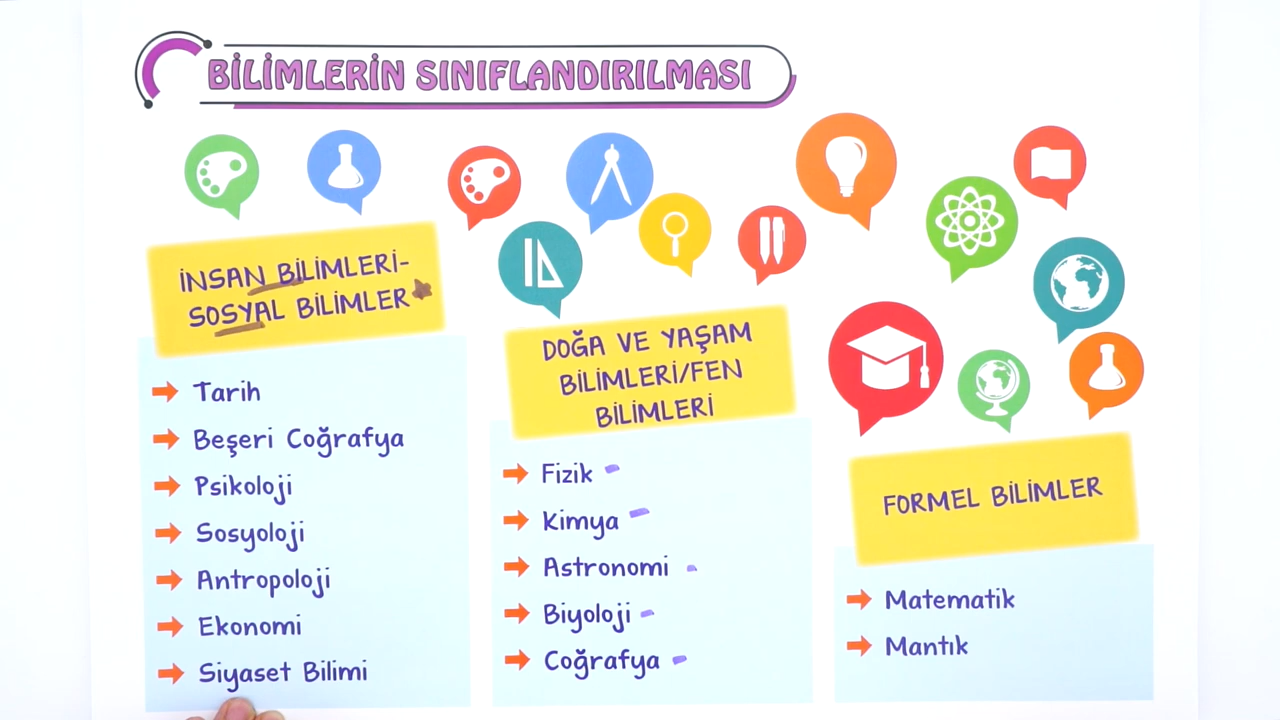 BİLİMLERİN SINIFLANDIRILMASI
İNSAN BİLİMLERİ-
SOSYAL BİLİMLER
Tarih
Beşeri Coğrafya
Psikoloji
Sosyoloji
Antropoloji
Ekonomi
Siyaset Bilimi
DOĞA VE YAŞAM
BİLİMLERİ/FEN
BİLİMLERİ
Fizik
Kimya
Astronomi
Biyoloji
Coğrafya
FORMEL BİLİMLER
Matematik
Mantık